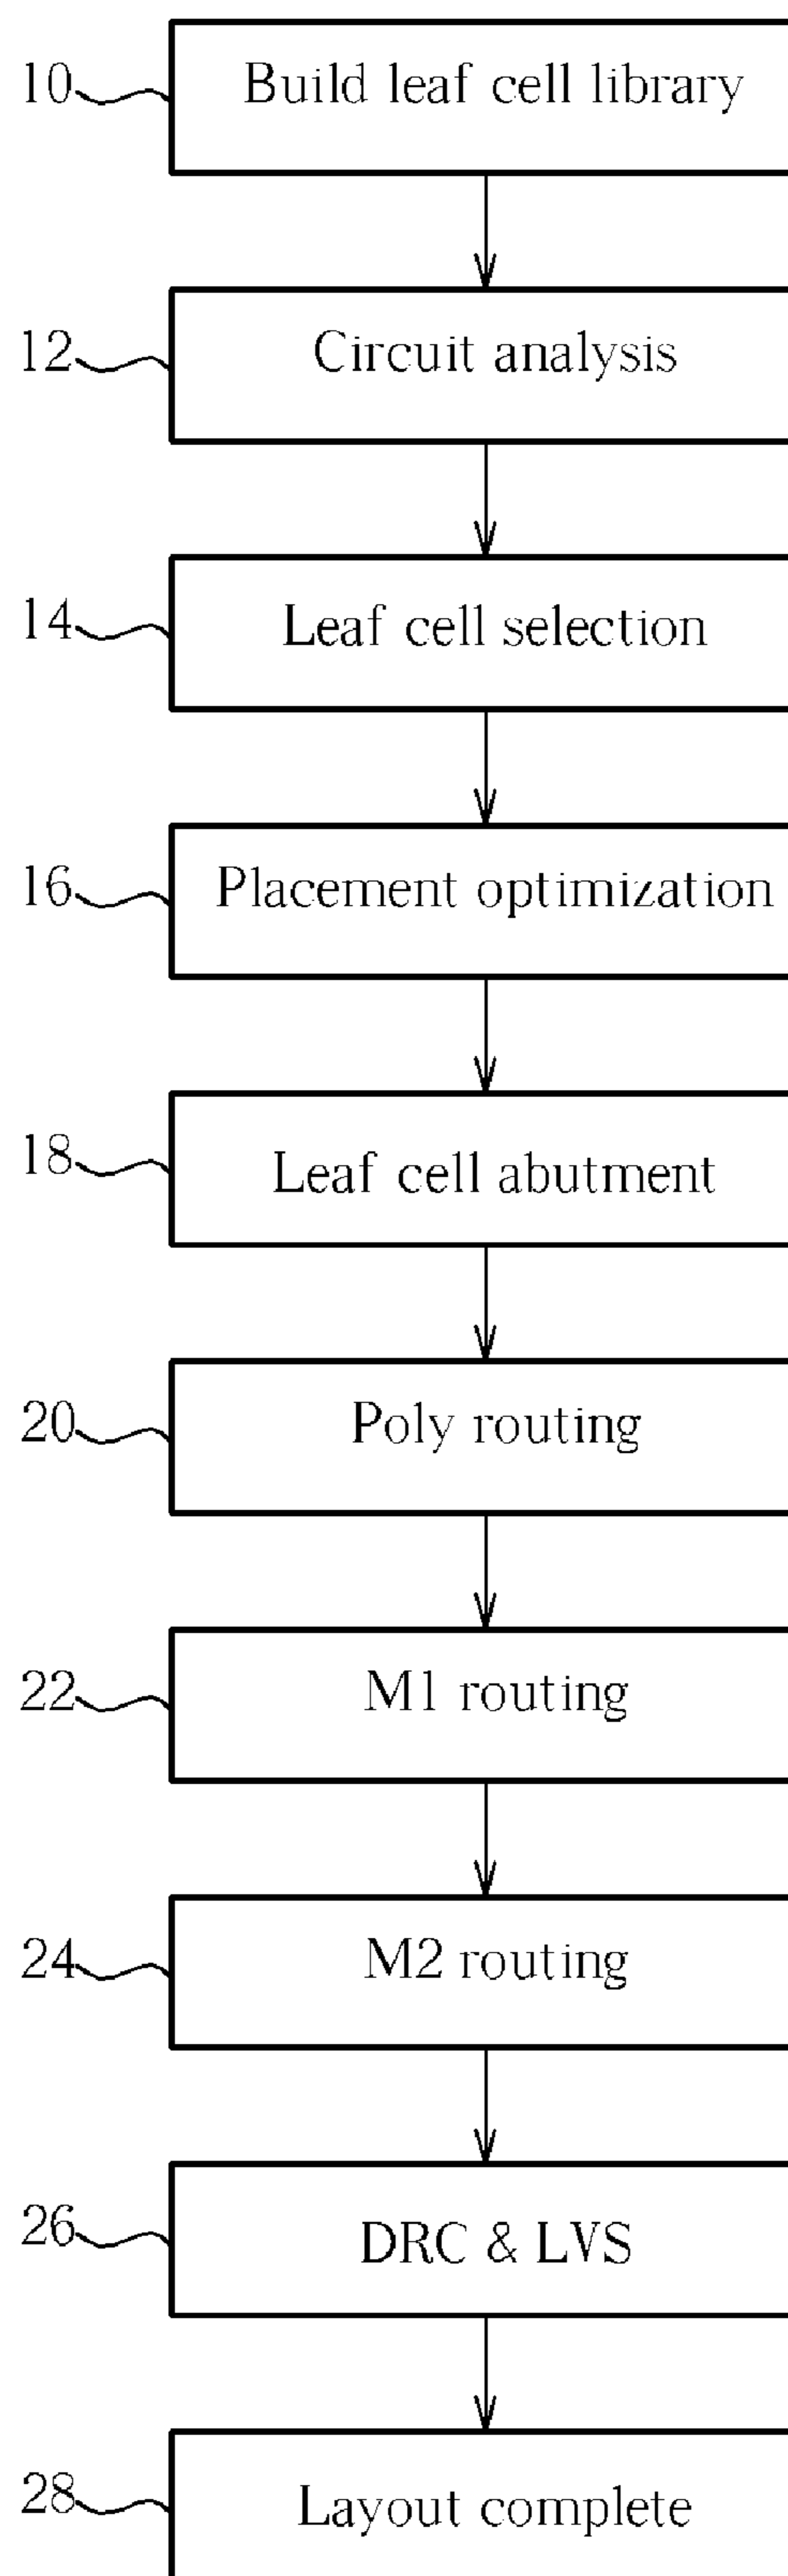 10 Build leaf cell library
12 Circuit analysis
14 Leaf cell selection
16 Placement optimization
18 Leaf cell abutment
20 Poly routing
22 M1 routing
24 M2 routing
26 DRC & LVS
28 Layout complete